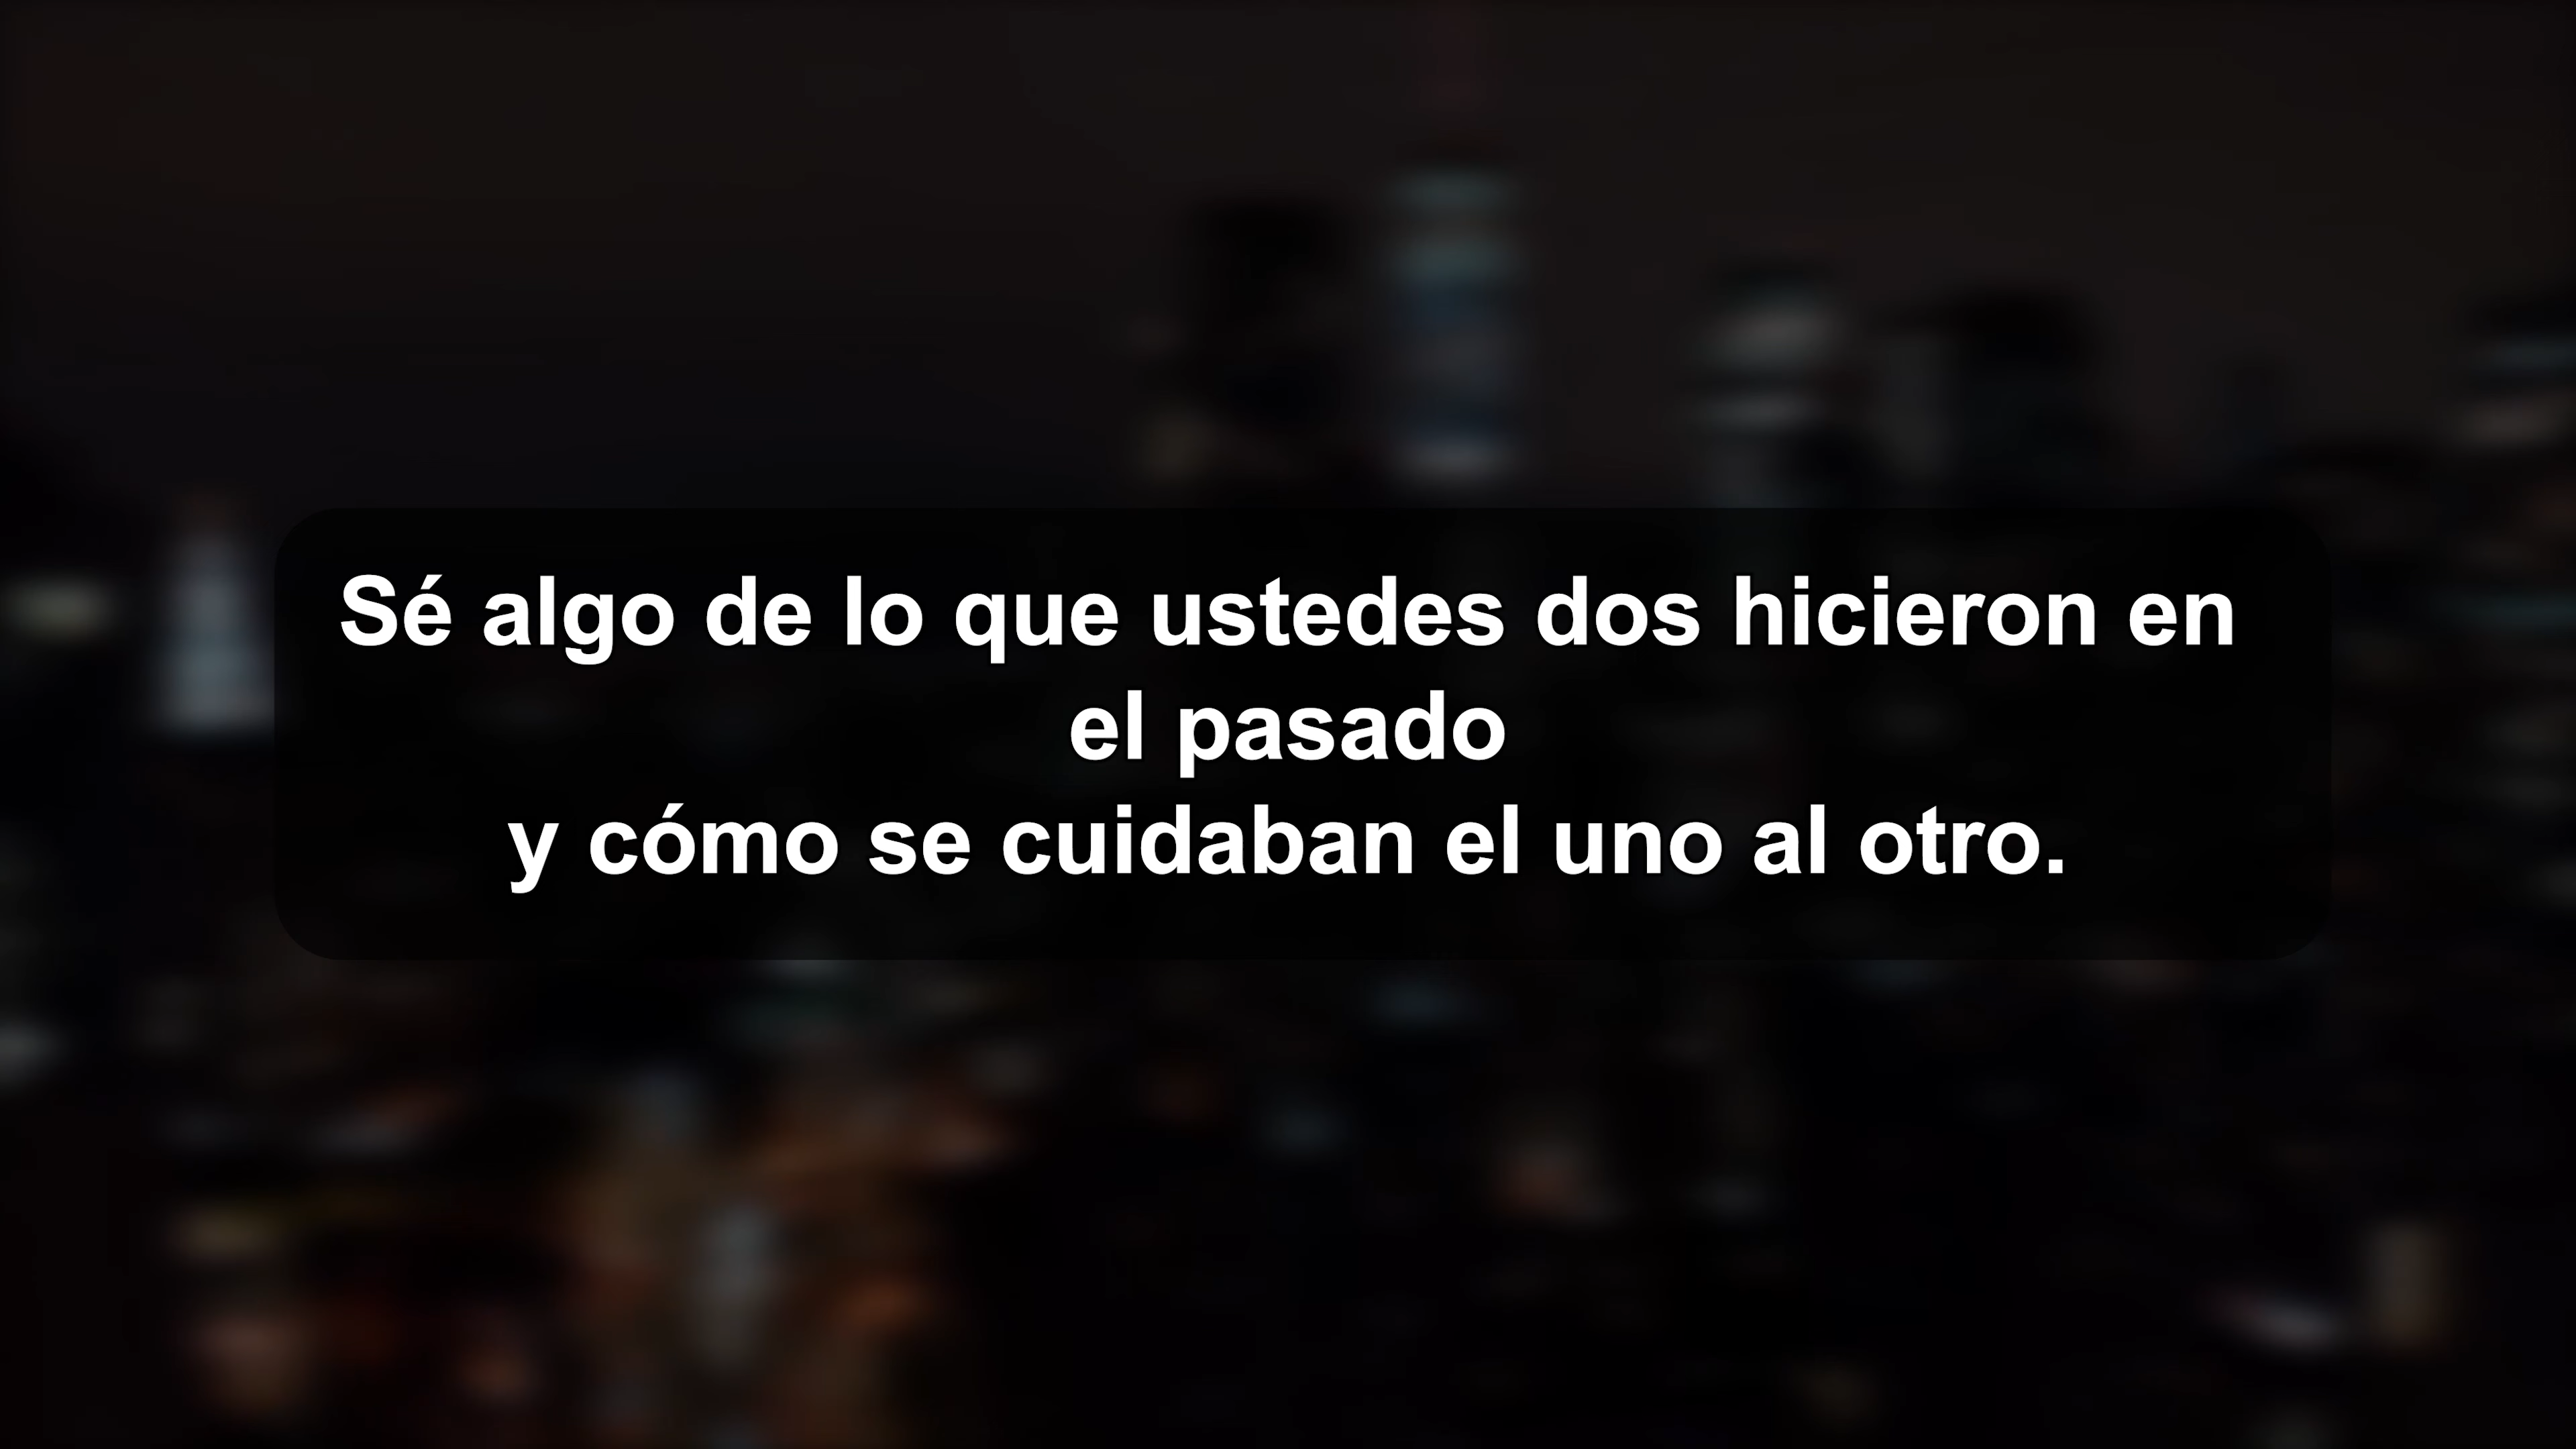 Sé algo de lo que ustedes dos hicieron en
el pasado
y cómo se cuidaban el uno al otro.